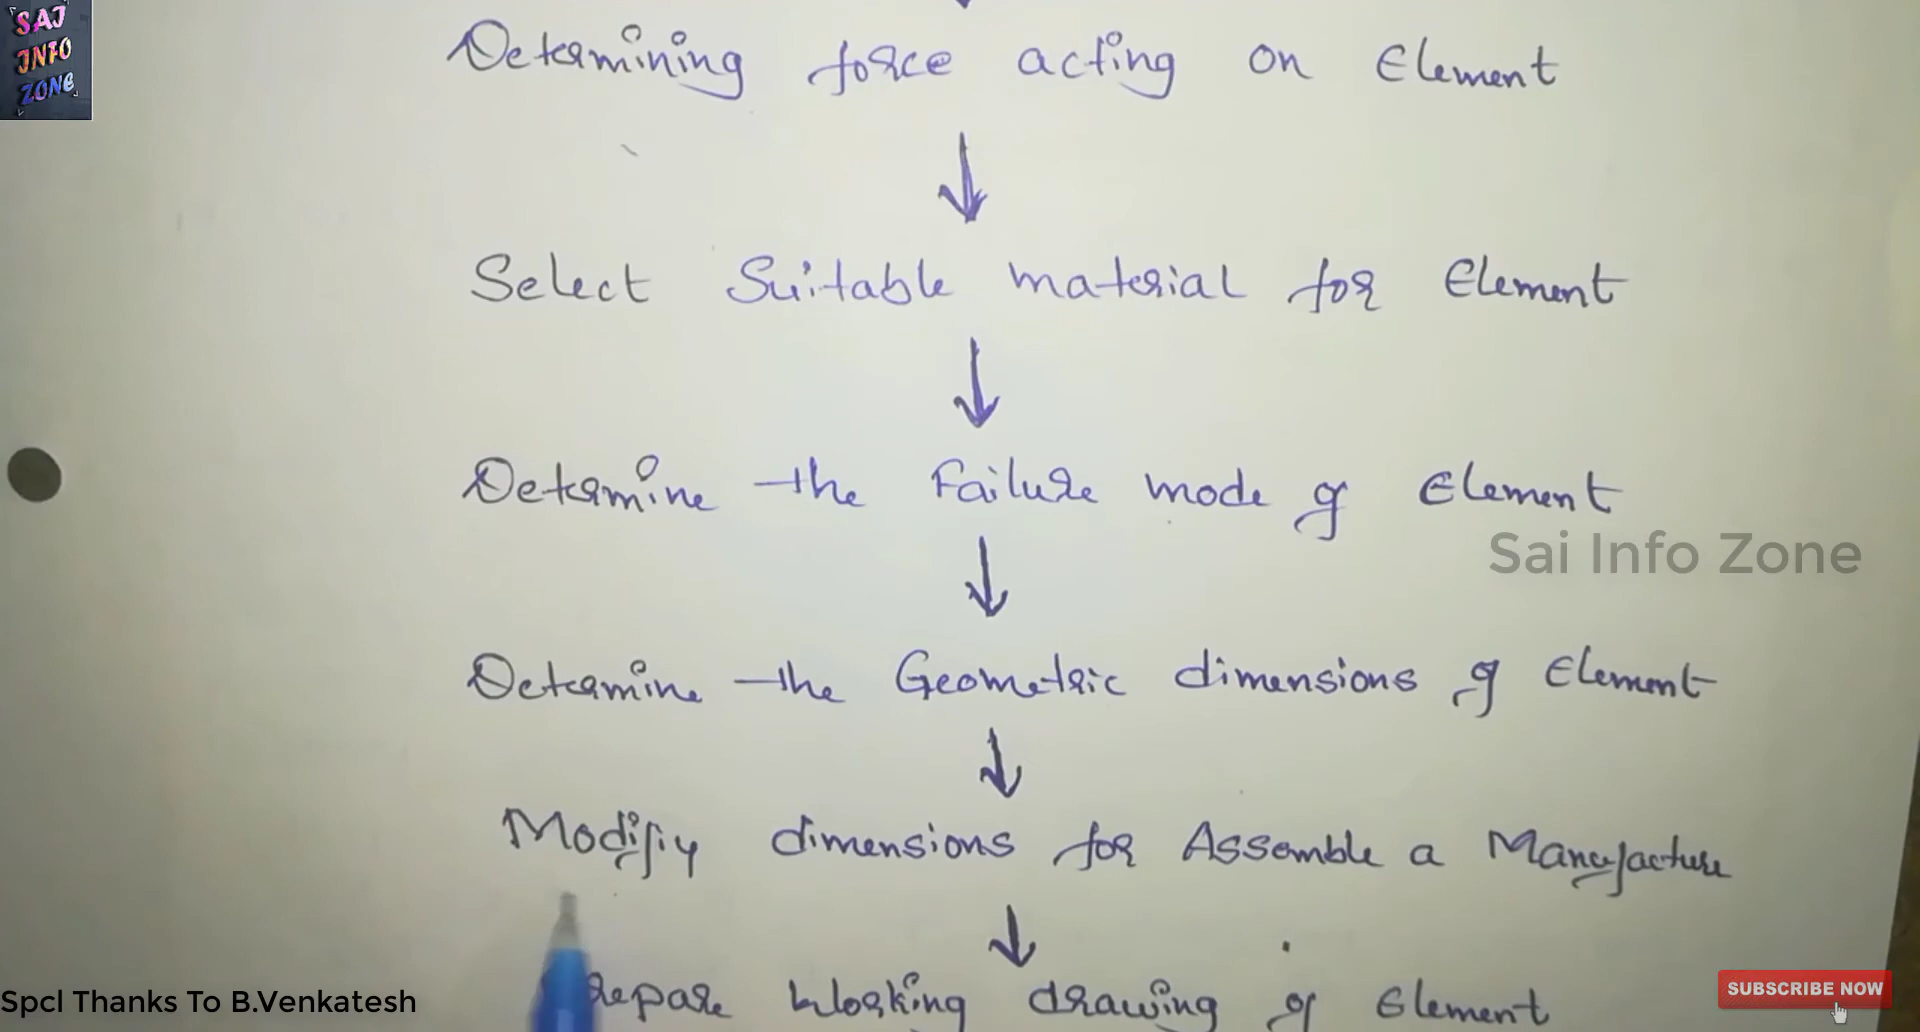 SAI
INFO
ZONE
Determining force acting on Element
Select Suitable material for Element
Determine the Failure mode of Element
Sai Info Zone
Determine the Geometric dimensions of Element
Modifiy dimensions for Assemble a Manufacture
repare working drawing of Element
Spcl Thanks To B.Venkatesh
SUBSCRIBE NOW